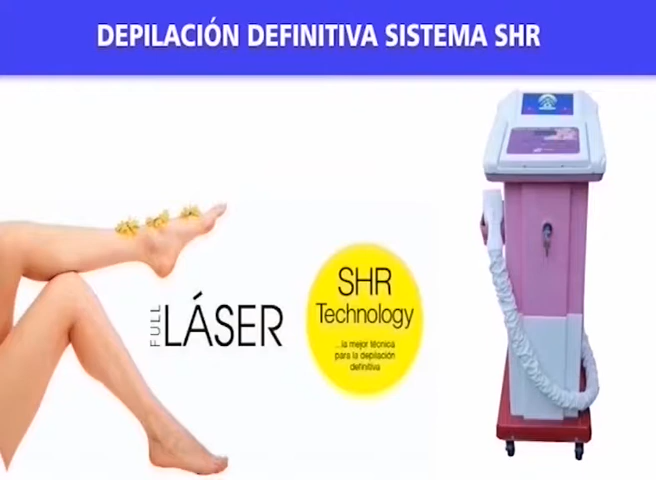 DEPILACIÓN DEFINITIVA SISTEMA SHR
FULL LÁSER
SHR
Technology
...la mejor técnica
para la depilación
definitiva